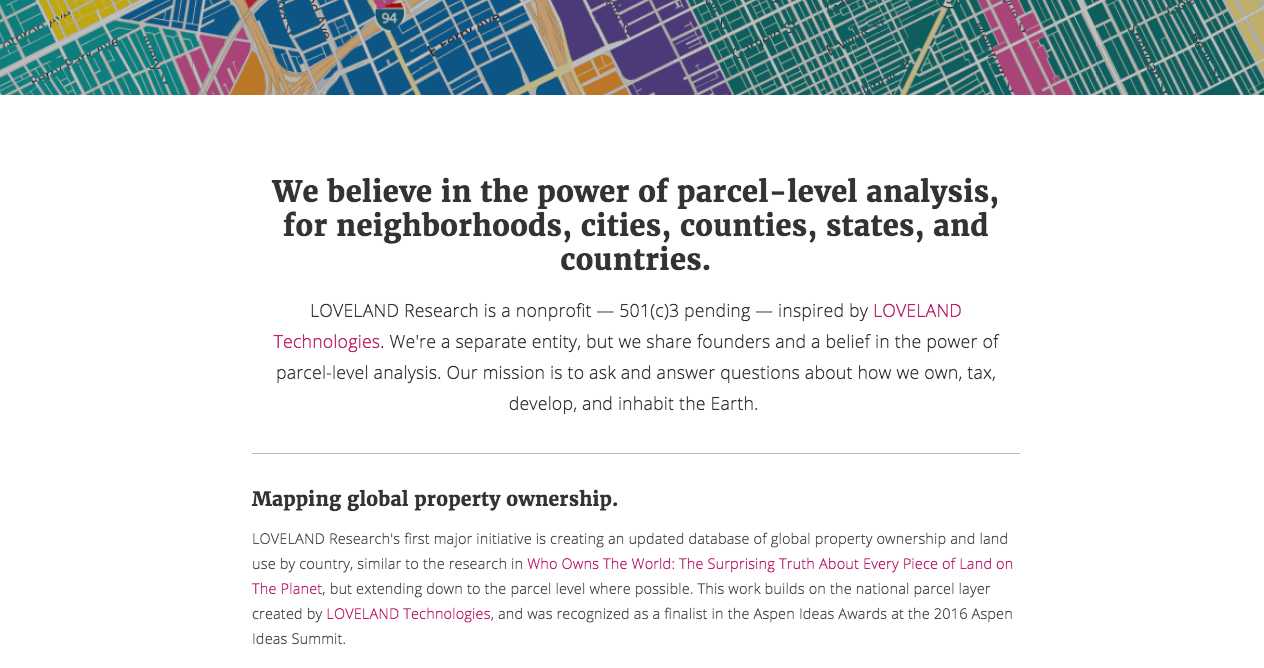 94
E Ferry Ave
We believe in the power of parcel-level analysis,
for neighborhoods, cities, counties, states, and
countries.
LOVELAND Research is a nonprofit — 501(c)3 pending — inspired by LOVELAND
Technologies. We're a separate entity, but we share founders and a belief in the power of
parcel-level analysis. Our mission is to ask and answer questions about how we own, tax,
develop, and inhabit the Earth.
Mapping global property ownership.
LOVELAND Research's first major initiative is creating an updated database of global property ownership and land
use by country, similar to the research in Who Owns The World: The Surprising Truth About Every Piece of Land on
The Planet, but extending down to the parcel level where possible. This work builds on the national parcel layer
created by LOVELAND Technologies, and was recognized as a finalist in the Aspen Ideas Awards at the 2016 Aspen
Ideas Summit.